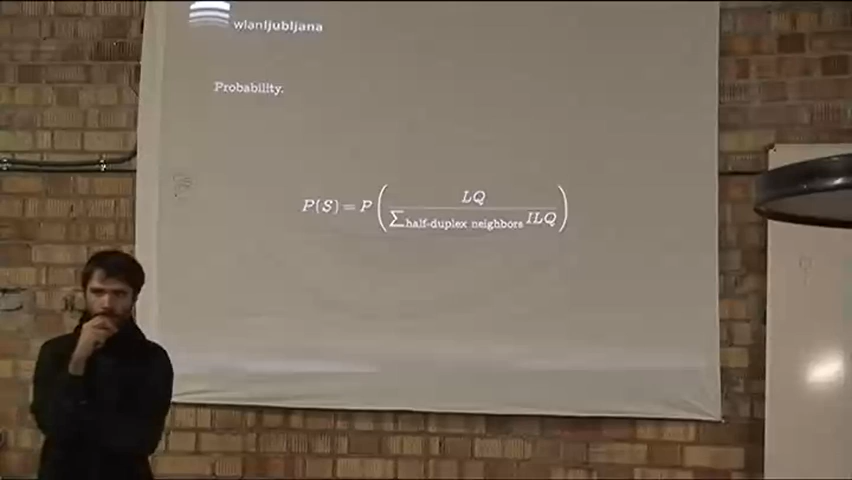 wlanljubljana
Probability.
P(S) = P ( LQ / ∑half-duplex neighbors ILQ )